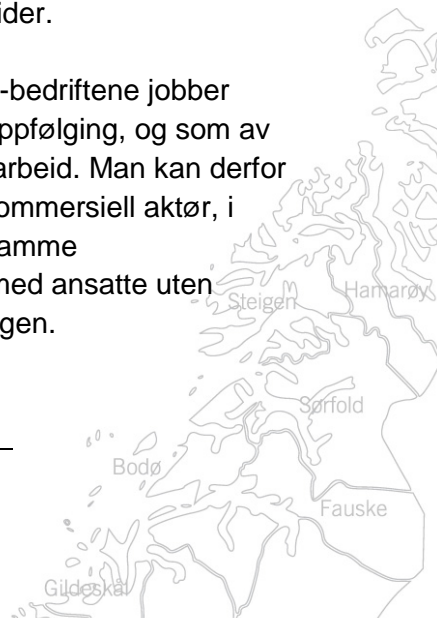 ider.
-bedriftene jobber
ppfølging, og som av
arbeid. Man kan derfor
ommersiell aktør, i
amme
med ansatte uten
gen.
Steigen
Hamarøy
Sørfold
Bodø
Fauske
Gildeskål